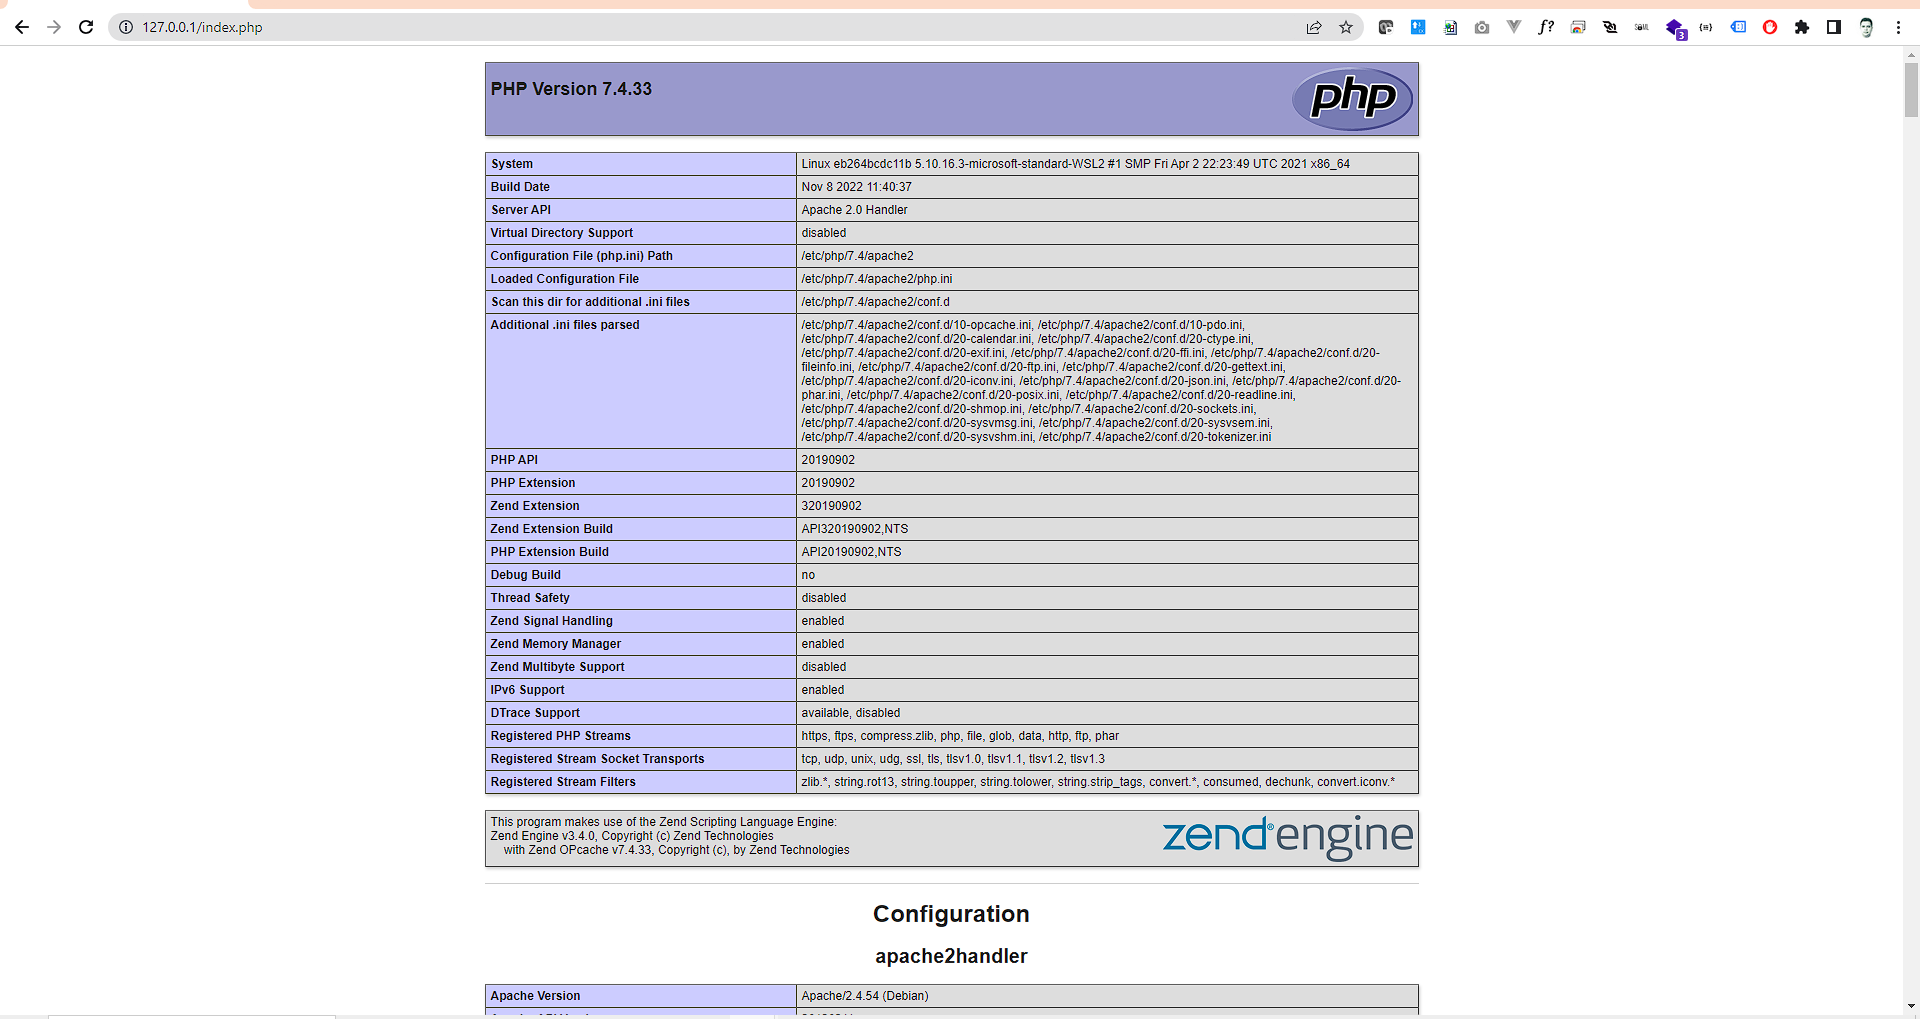 127.0.0.1/index.php
3
PHP Version 7.4.33
php
System Linux eb264bcdc11b 5.10.16.3-microsoft-standard-WSL2 #1 SMP Fri Apr 2 22:23:49 UTC 2021 x86_64
Build Date Nov 8 2022 11:40:37
Server API Apache 2.0 Handler
Virtual Directory Support disabled
Configuration File (php.ini) Path /etc/php/7.4/apache2
Loaded Configuration File /etc/php/7.4/apache2/php.ini
Scan this dir for additional .ini files /etc/php/7.4/apache2/conf.d
Additional .ini files parsed /etc/php/7.4/apache2/conf.d/10-opcache.ini, /etc/php/7.4/apache2/conf.d/10-pdo.ini,
/etc/php/7.4/apache2/conf.d/20-calendar.ini, /etc/php/7.4/apache2/conf.d/20-ctype.ini,
/etc/php/7.4/apache2/conf.d/20-exif.ini, /etc/php/7.4/apache2/conf.d/20-ffi.ini, /etc/php/7.4/apache2/conf.d/20-
fileinfo.ini, /etc/php/7.4/apache2/conf.d/20-ftp.ini, /etc/php/7.4/apache2/conf.d/20-gettext.ini,
/etc/php/7.4/apache2/conf.d/20-iconv.ini, /etc/php/7.4/apache2/conf.d/20-json.ini, /etc/php/7.4/apache2/conf.d/20-
phar.ini, /etc/php/7.4/apache2/conf.d/20-posix.ini, /etc/php/7.4/apache2/conf.d/20-readline.ini,
/etc/php/7.4/apache2/conf.d/20-shmop.ini, /etc/php/7.4/apache2/conf.d/20-sockets.ini,
/etc/php/7.4/apache2/conf.d/20-sysvmsg.ini, /etc/php/7.4/apache2/conf.d/20-sysvsem.ini,
/etc/php/7.4/apache2/conf.d/20-sysvshm.ini, /etc/php/7.4/apache2/conf.d/20-tokenizer.ini
PHP API 20190902
PHP Extension 20190902
Zend Extension 320190902
Zend Extension Build API320190902,NTS
PHP Extension Build API20190902,NTS
Debug Build no
Thread Safety disabled
Zend Signal Handling enabled
Zend Memory Manager enabled
Zend Multibyte Support disabled
IPv6 Support enabled
DTrace Support available, disabled
Registered PHP Streams https, ftps, compress.zlib, php, file, glob, data, http, ftp, phar
Registered Stream Socket Transports tcp, udp, unix, udg, ssl, tls, tlsv1.0, tlsv1.1, tlsv1.2, tlsv1.3
Registered Stream Filters zlib.*, string.rot13, string.toupper, string.tolower, string.strip_tags, convert.*, consumed, dechunk, convert.iconv.*
This program makes use of the Zend Scripting Language Engine:
Zend Engine v3.4.0, Copyright (c) Zend Technologies
with Zend OPcache v7.4.33, Copyright (c), by Zend Technologies
zend® engine
Configuration
apache2handler
Apache Version Apache/2.4.54 (Debian)